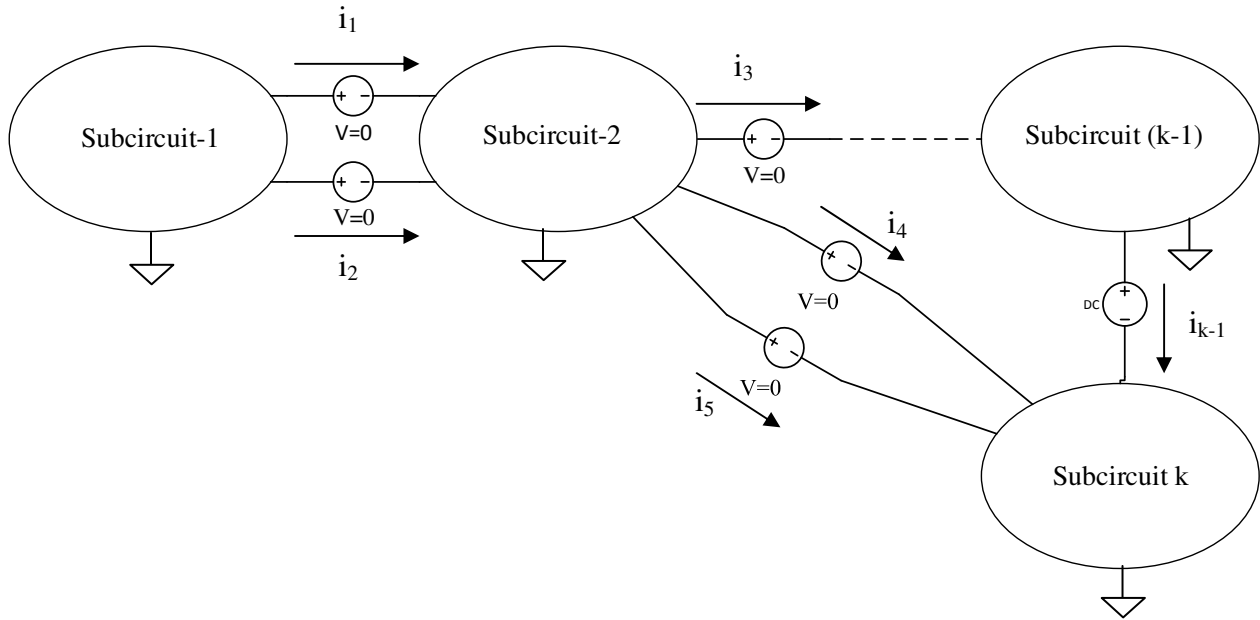 i₁
+ −
V=0
Subcircuit-1
+ −
V=0
i₂
Subcircuit-2
i₃
+ −
V=0
Subcircuit (k-1)
i₄
+ −
V=0
+ −
V=0
i₅
DC
+
−
iₖ₋₁
Subcircuit k